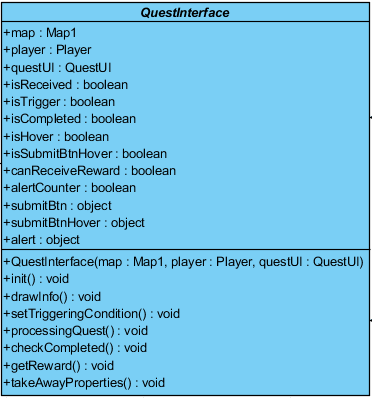 QuestInterface
+map : Map1
+player : Player
+questUI : QuestUI
+isReceived : boolean
+isTrigger : boolean
+isCompleted : boolean
+isHover : boolean
+isSubmitBtnHover : boolean
+canReceiveReward : boolean
+alertCounter : boolean
+submitBtn : object
+submitBtnHover : object
+alert : object
+QuestInterface(map : Map1, player : Player, questUI : QuestUI)
+init() : void
+drawInfo() : void
+setTriggeringCondition() : void
+processingQuest() : void
+checkCompleted() : void
+getReward() : void
+takeAwayProperties() : void